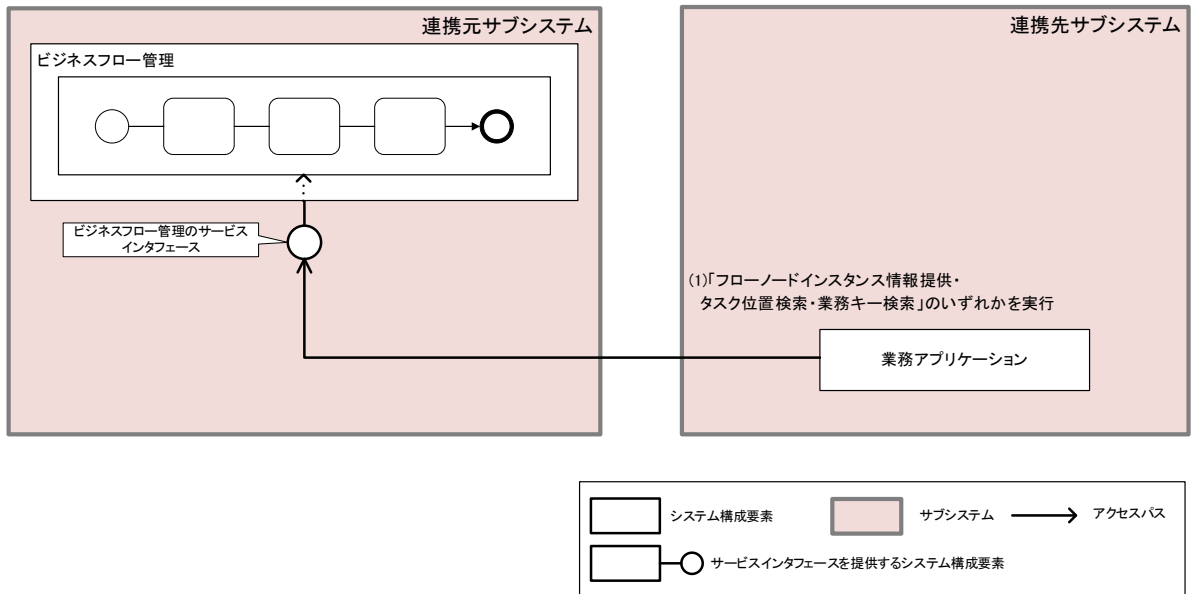 連携元サブシステム
ビジネスフロー管理
ビジネスフロー管理のサービス
インタフェース
連携先サブシステム
(1)「フローノードインスタンス情報提供・
タスク位置検索・業務キー検索」のいずれかを実行
業務アプリケーション
システム構成要素
サブシステム
アクセスパス
サービスインタフェースを提供するシステム構成要素